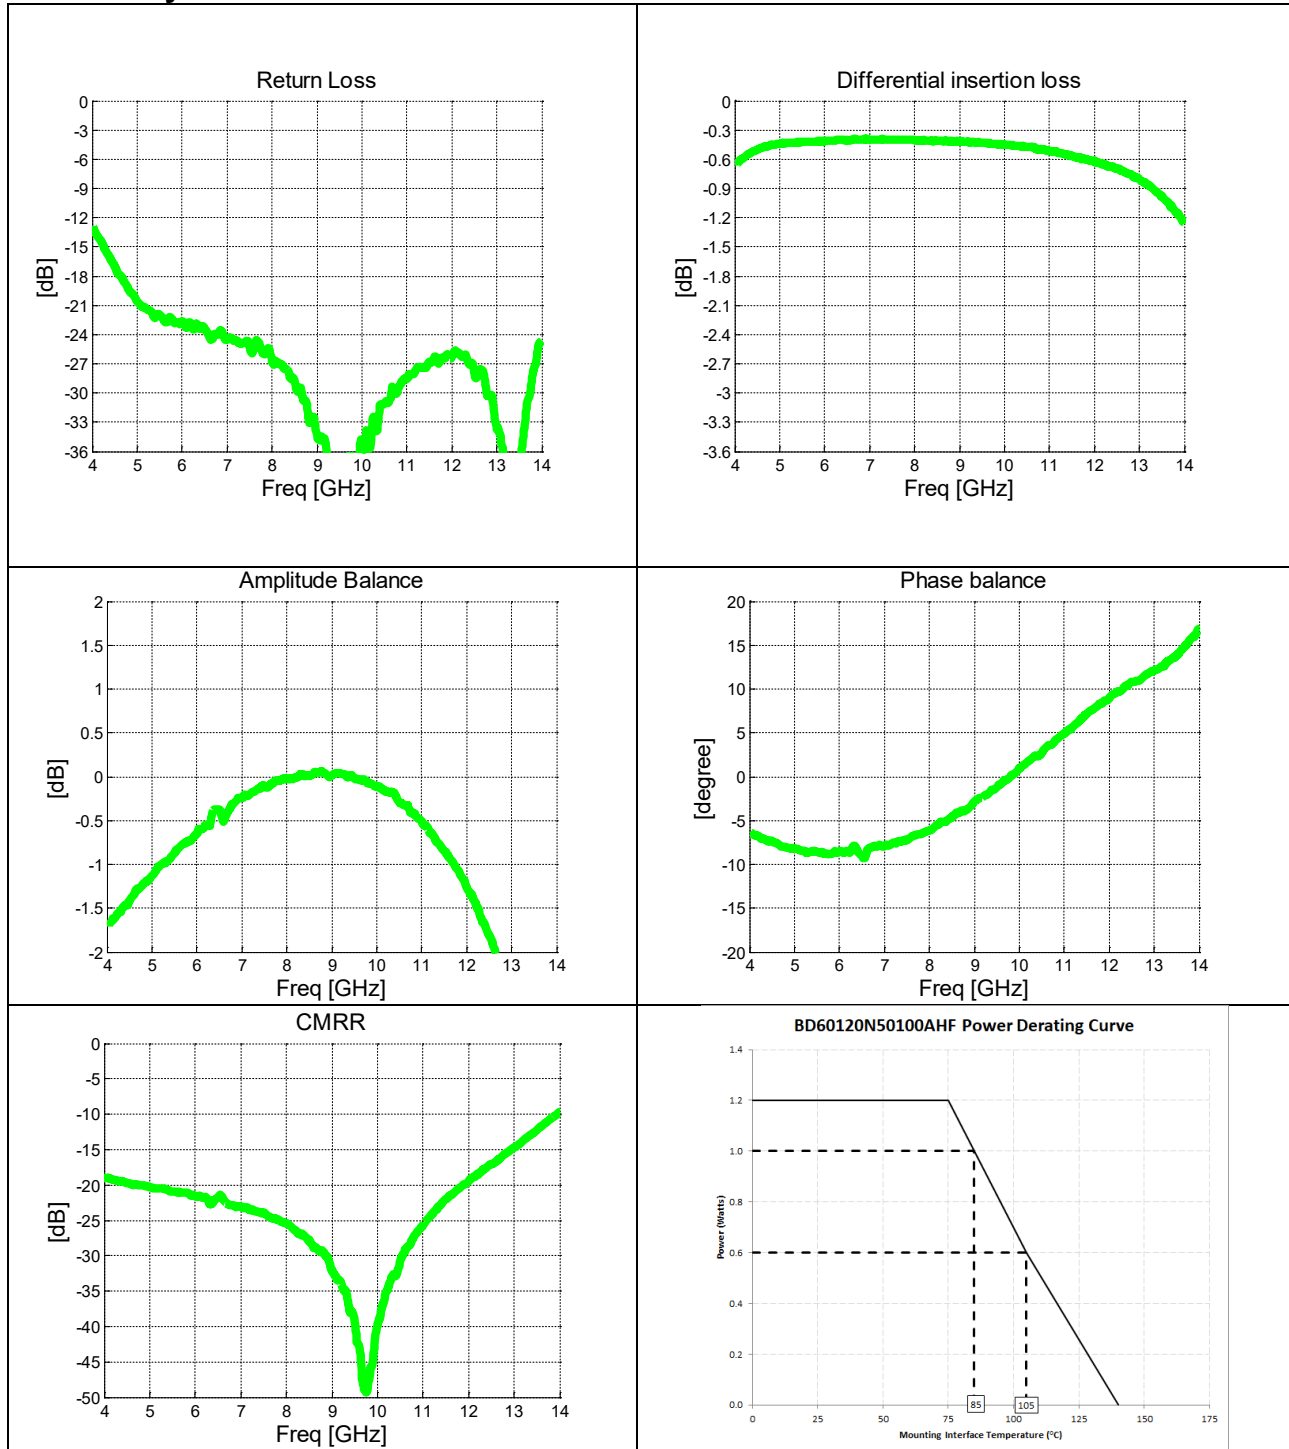 Return Loss
0
-3
-6
-9
-12
-15
-18
-21
-24
-27
-30
-33
-36
[dB]
4 5 6 7 8 9 10 11 12 13 14
Freq [GHz]
Differential insertion loss
0
-0.3
-0.6
-0.9
-1.2
-1.5
-1.8
-2.1
-2.4
-2.7
-3
-3.3
-3.6
[dB]
4 5 6 7 8 9 10 11 12 13 14
Freq [GHz]
Amplitude Balance
2
1.5
1
0.5
0
-0.5
-1
-1.5
-2
[dB]
4 5 6 7 8 9 10 11 12 13 14
Freq [GHz]
Phase balance
20
15
10
5
0
-5
-10
-15
-20
[degree]
4 5 6 7 8 9 10 11 12 13 14
Freq [GHz]
CMRR
0
-5
-10
-15
-20
-25
-30
-35
-40
-45
-50
[dB]
4 5 6 7 8 9 10 11 12 13 14
Freq [GHz]
BD60120N50100AHF Power Derating Curve
1.4
1.2
1.0
0.8
0.6
0.4
0.2
0.0
Power (Watts)
85 105
0 25 50 75 100 125 150 175
Mounting Interface Temperature (°C)